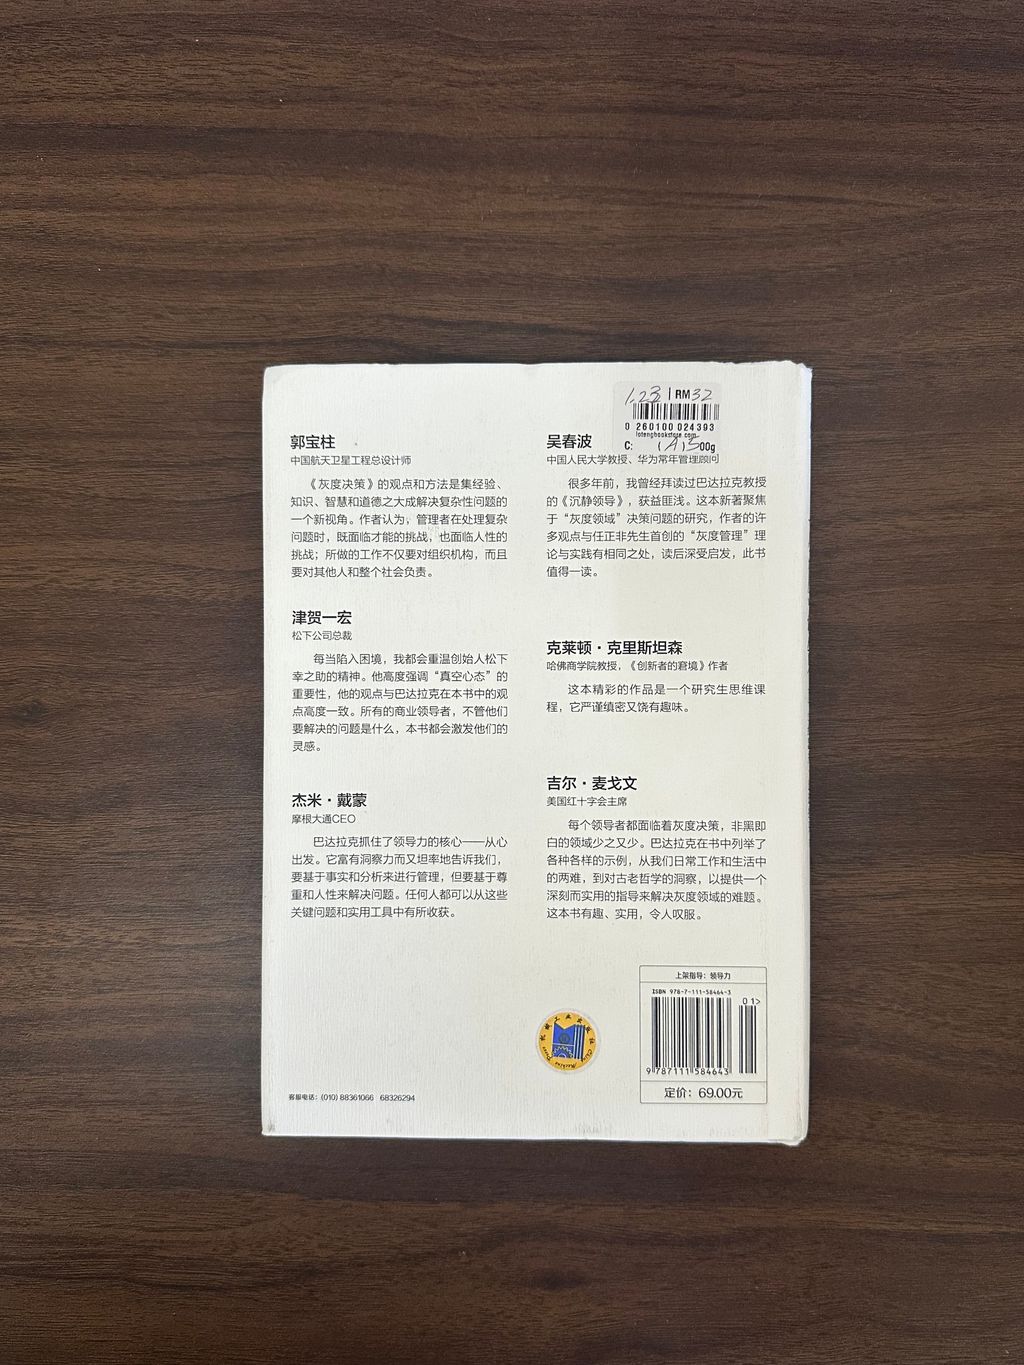 1.23 | RM32
0 260100 024393
lotengbookstore.com
C: 1A1300g
郭宝柱
中国航天卫星工程总设计师
《灰度决策》的观点和方法是集经验、
知识、智慧和道德之大成解决复杂性问题的
一个新视角。作者认为，管理者在处理复杂
问题时，既面临才能的挑战，也面临人性的
挑战；所做的工作不仅要对组织机构，而且
要对其他人和整个社会负责。
津贺一宏
松下公司总裁
每当陷入困境，我都会重温创始人松下
幸之助的精神。他高度强调“真空心态”的
重要性，他的观点与巴达拉克在本书中的观
点高度一致。所有的商业领导者，不管他们
要解决的问题是什么，本书都会激发他们的
灵感。
杰米·戴蒙
摩根大通CEO
巴达拉克抓住了领导力的核心——从心
出发。它富有洞察力而又坦率地告诉我们，
要基于事实和分析来进行管理，但要基于尊
重和人性来解决问题。任何人都可以从这些
关键问题和实用工具中有所收获。
吴春波
中国人民大学教授、华为常年管理顾问
很多年前，我曾经拜读过巴达拉克教授
的《沉静领导》，获益匪浅。这本新著聚焦
于“灰度领域”决策问题的研究，作者的许
多观点与任正非先生首创的“灰度管理”理
论与实践有相同之处，读后深受启发，此书
值得一读。
克莱顿·克里斯坦森
哈佛商学院教授，《创新者的窘境》作者
这本精彩的作品是一个研究生思维课
程，它严谨缜密又饶有趣味。
吉尔·麦戈文
美国红十字会主席
每个领导者都面临着灰度决策，非黑即
白的领域少之又少。巴达拉克在书中列举了
各种各样的示例，从我们日常工作和生活中
的两难，到对古老哲学的洞察，以提供一个
深刻而实用的指导来解决灰度领域的难题。
这本书有趣、实用，令人叹服。
上架指导：领导力
ISBN 978-7-111-58464-3
01>
9 787111 584643
定价：69.00元
机械工业出版社
China Machine Press
客服电话：(010) 88361066 68326294